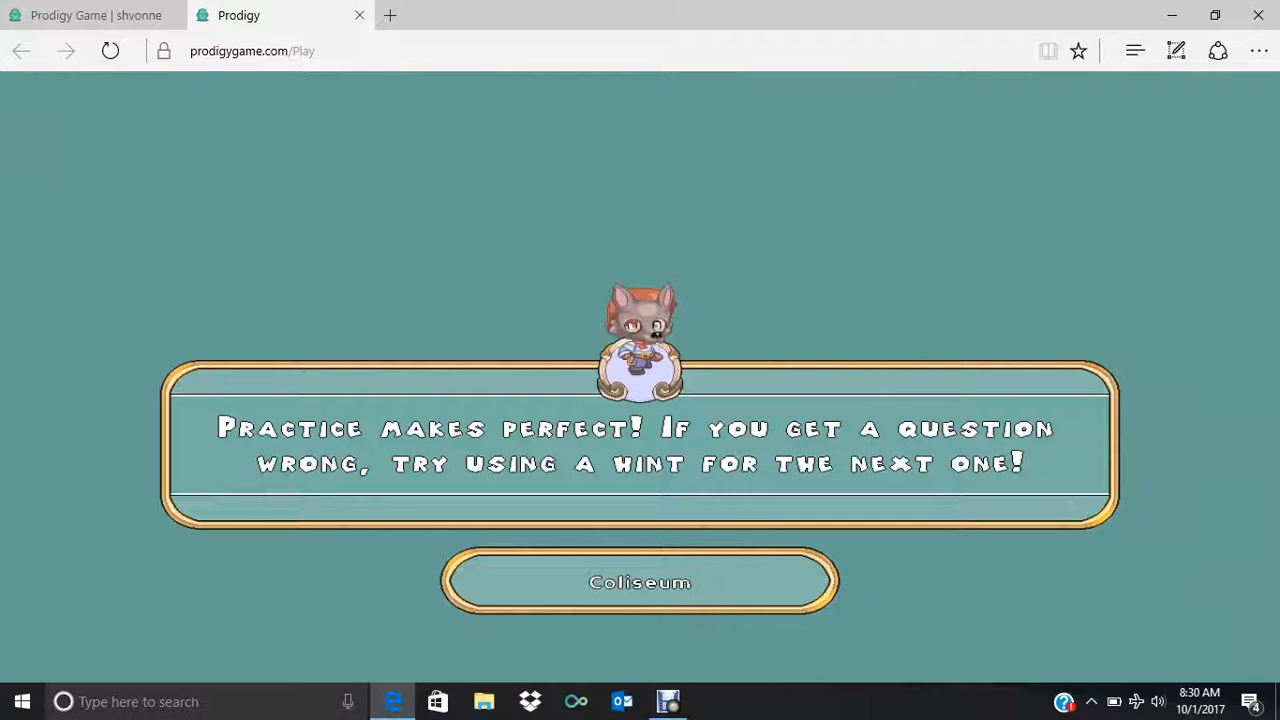 Prodigy Game | shvonne
Prodigy
prodigygame.com/Play
Practice makes perfect! If you get a question
wrong, try using a hint for the next one!
Coliseum
Type here to search
8:30 AM
10/1/2017
4